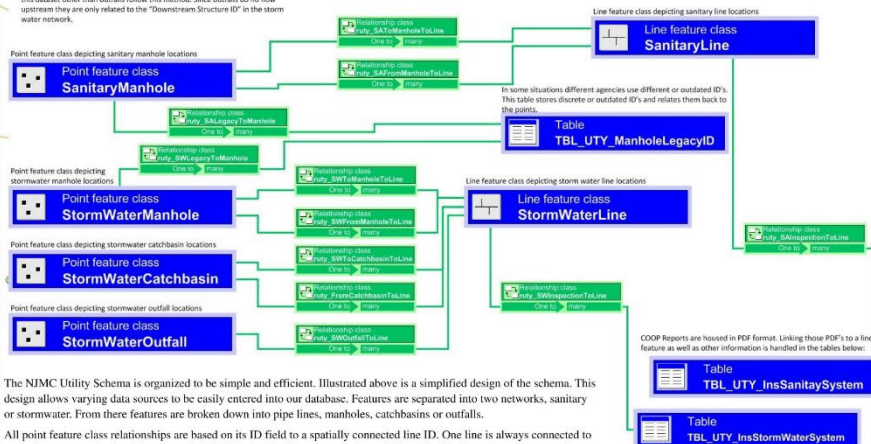 this dataset other than outfalls follow this method. Since outfalls do no flow
upstream they are only related to the "Downstream Structure ID" in the storm
water network.
Line feature class depicting sanitary line locations
Relationship class
ruty_SAToManholeToLine
One to many
Line feature class
SanitaryLine
Point feature class depicting sanitary manhole locations
Point feature class
SanitaryManhole
Relationship class
ruty_SAFromManholeToLine
One to many
In some situations different agencies use different or outdated ID's.
This table stores discrete or outdated ID's and relates them back to
the points.
Relationship class
ruty_SALegacyToManhole
One to many
Table
TBL_UTY_ManholeLegacyID
Relationship class
ruty_SWLegacyToManhole
One to many
Point feature class depicting
stormwater manhole locations
Point feature class
StormWaterManhole
Relationship class
ruty_SWToManholeToLine
One to many
Line feature class depicting storm water line locations
Line feature class
StormWaterLine
Relationship class
ruty_SWFromManholeToLine
One to many
Relationship class
ruty_SAInspectionToLine
One to many
Point feature class depicting stormwater catchbasin locations
Point feature class
StormWaterCatchbasin
Relationship class
ruty_SWToCatchbasinToLine
One to many
Relationship class
ruty_FromCatchbasinToLine
One to many
Relationship class
ruty_SWInspectionToLine
One to many
Point feature class depicting stormwater outfall locations
Point feature class
StormWaterOutfall
Relationship class
ruty_SWOutfallToLine
One to many
COOP Reports are housed in PDF format. Linking those PDF's to a line
feature as well as other information is handled in the tables below:
Table
TBL_UTY_InsSanitaySystem
Table
TBL_UTY_InsStormWaterSystem
The NJMC Utility Schema is organized to be simple and efficient. Illustrated above is a simplified design of the schema. This
design allows varying data sources to be easily entered into our database. Features are separated into two networks, sanitary
or stormwater. From there features are broken down into pipe lines, manholes, catchbasins or outfalls.
All point feature class relationships are based on its ID field to a spatially connected line ID. One line is always connected to